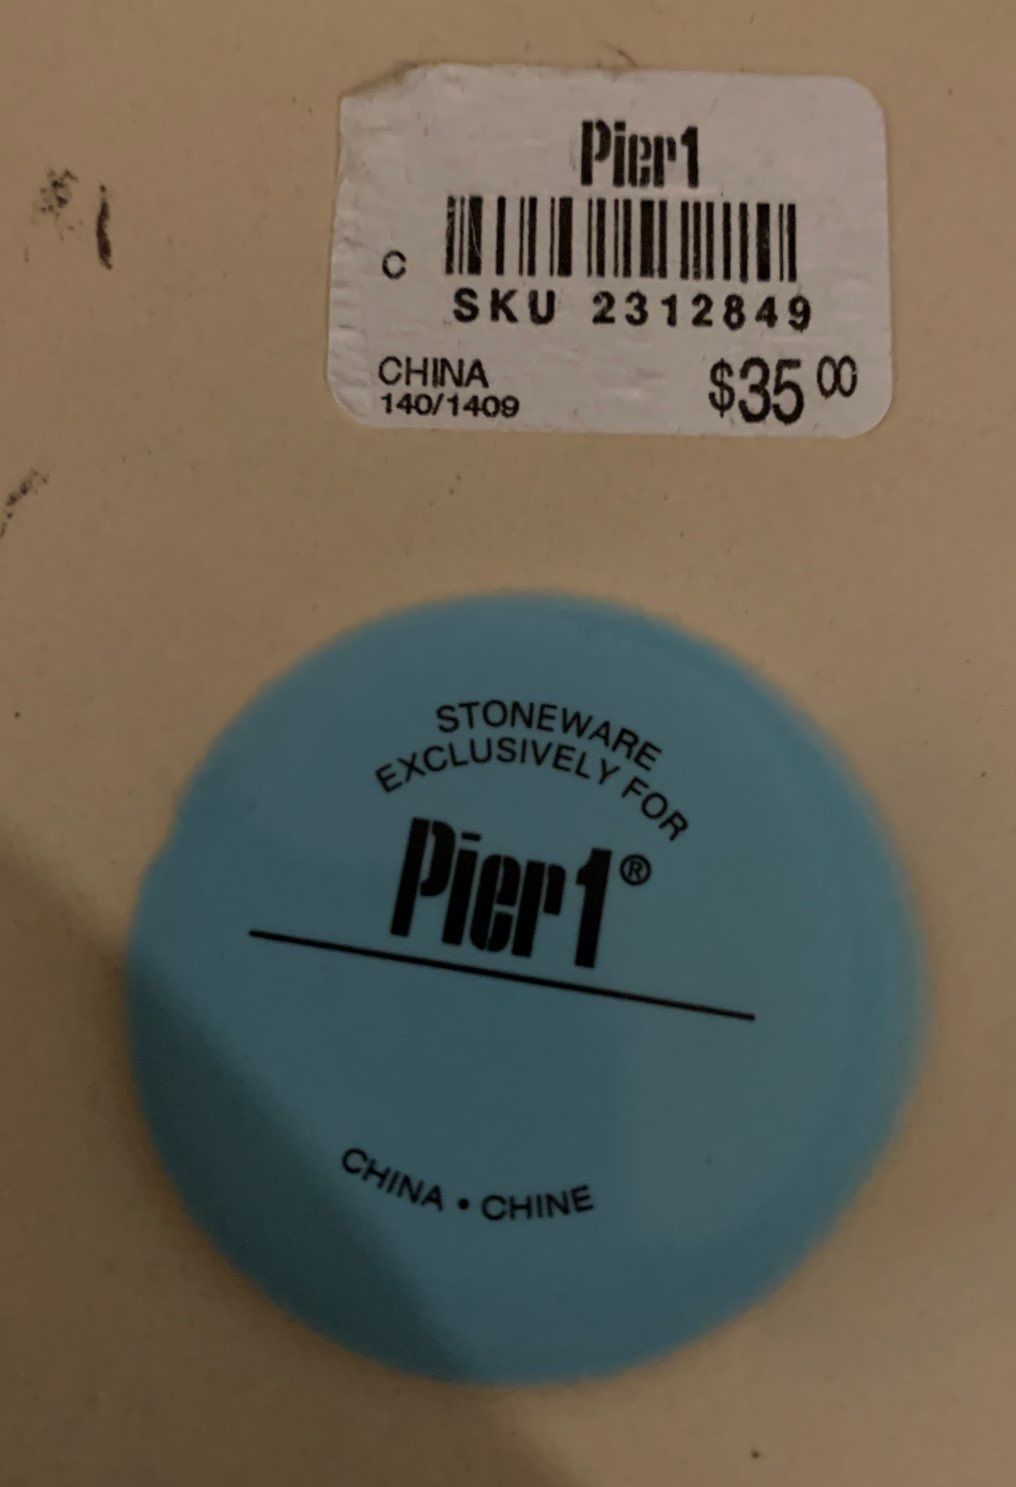 Pier1
C
SKU 2312849
CHINA
140/1409
$35 00
STONEWARE
EXCLUSIVELY FOR
Pier1®
CHINA • CHINE